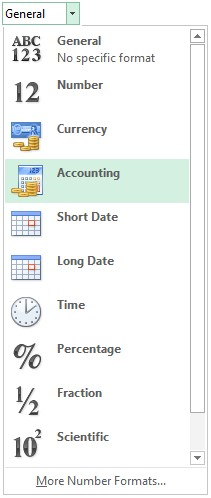 General
ABC
123
General
No specific format
12
Number
Currency
123
Accounting
Short Date
Long Date
Time
%
Percentage
1/2
Fraction
10²
Scientific
More Number Formats...